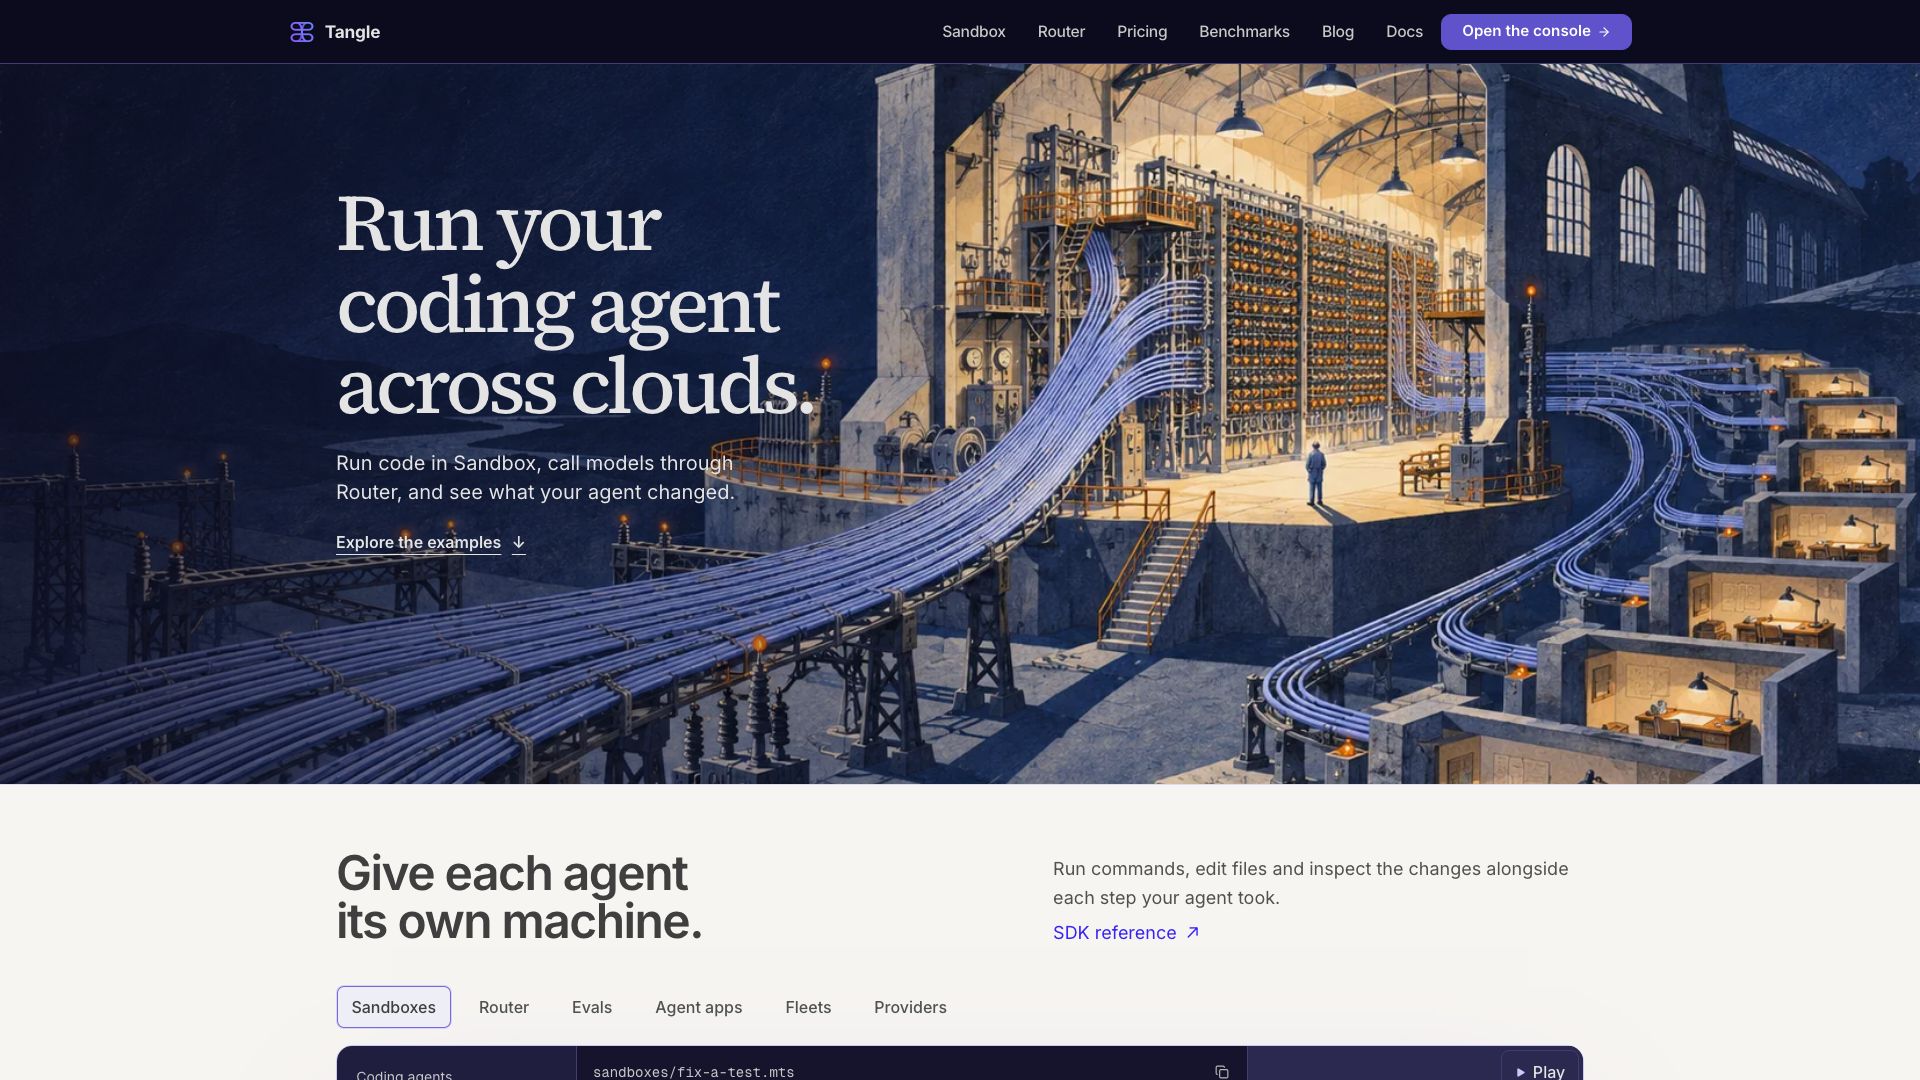 Tangle
Sandbox
Router
Pricing
Benchmarks
Blog
Docs
Open the console →
Run your
coding agent
across clouds.
Run code in Sandbox, call models through
Router, and see what your agent changed.
Explore the examples ↓
Give each agent
its own machine.
Run commands, edit files and inspect the changes alongside
each step your agent took.
SDK reference ↗
Sandboxes
Router
Evals
Agent apps
Fleets
Providers
Coding agents
sandboxes/fix-a-test.mts
Play